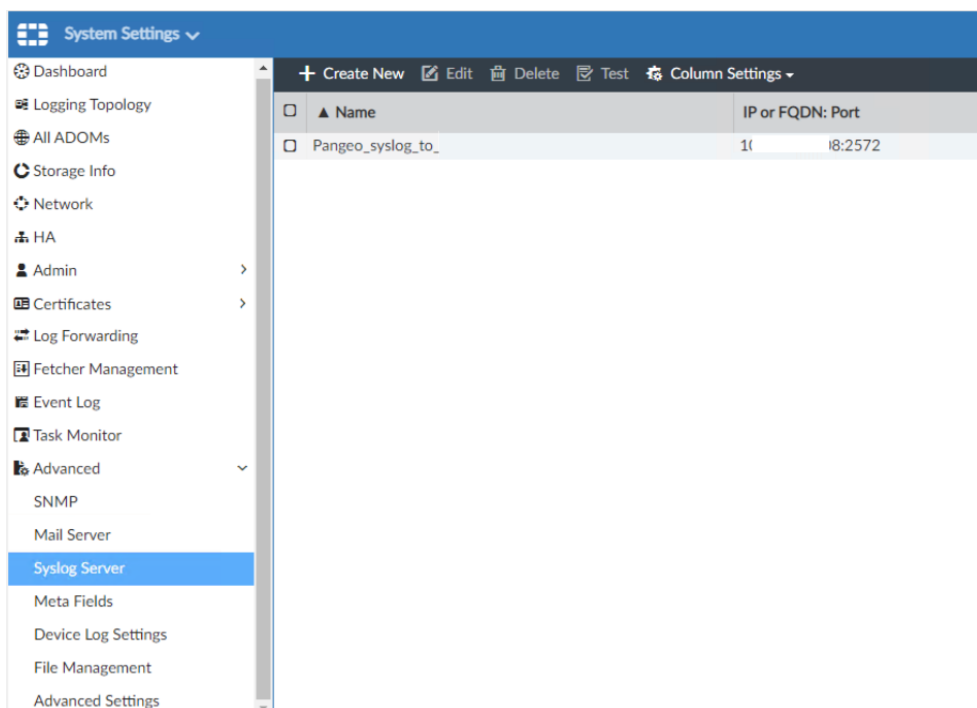 System Settings
Dashboard
Logging Topology
All ADOMs
Storage Info
Network
HA
Admin
Certificates
Log Forwarding
Fetcher Management
Event Log
Task Monitor
Advanced
SNMP
Mail Server
Syslog Server
Meta Fields
Device Log Settings
File Management
Advanced Settings
Create New Edit Delete Test Column Settings
▲ Name IP or FQDN: Port
Pangeo_syslog_to_ 8:2572